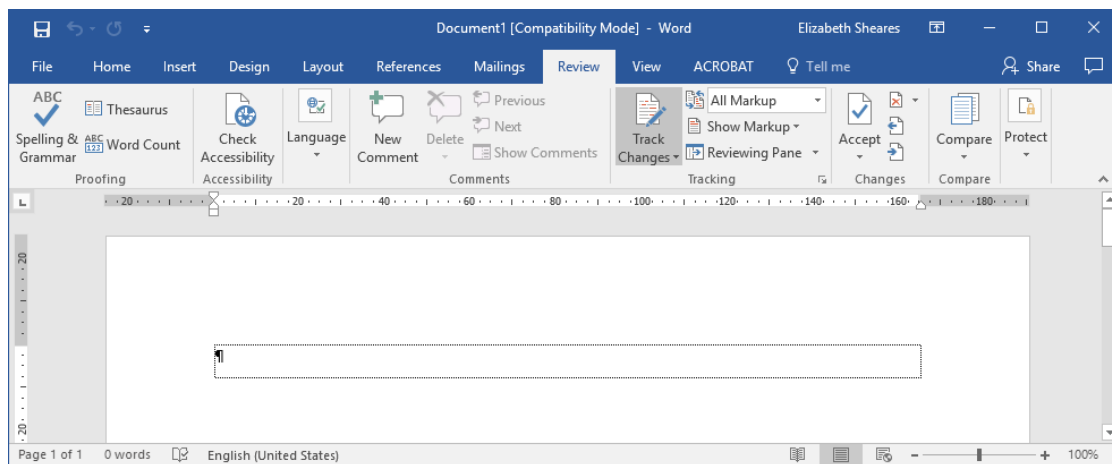 Document1 [Compatibility Mode] - Word Elizabeth Sheares
File Home Insert Design Layout References Mailings Review View ACROBAT Tell me Share
ABC
Spelling & Grammar
Thesaurus
ABC 123 Word Count
Check Accessibility
Language
New Comment
Delete
Previous
Next
Show Comments
Track Changes
All Markup
Show Markup
Reviewing Pane
Accept
Compare
Protect
Proofing Accessibility Comments Tracking Changes Compare
L 20 20 40 60 80 100 120 140 160 180
20
¶
20
Page 1 of 1 0 words English (United States) - + 100%